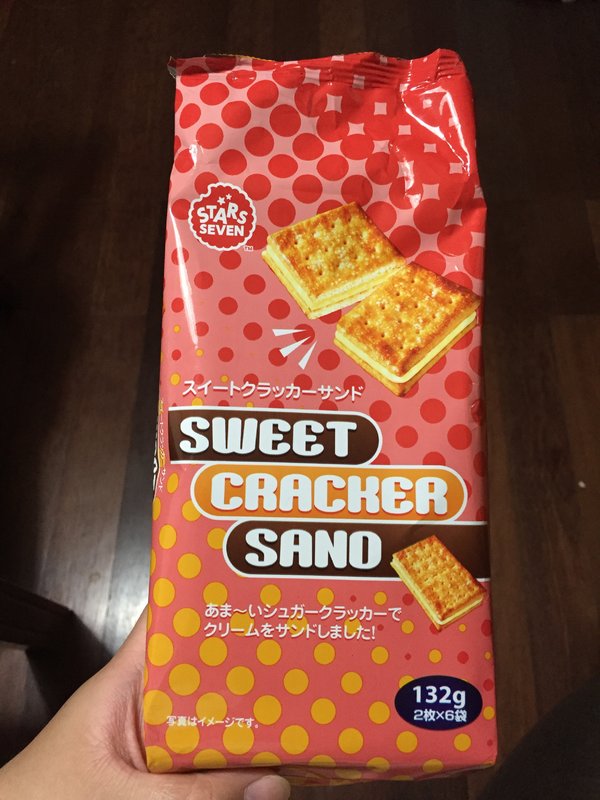 STARS
SEVEN
TM
スイートクラッカーサンド
SWEET
CRACKER
SAND
あま〜いシュガークラッカーで
クリームをサンドしました!
132g
2枚×6袋
写真はイメージです。